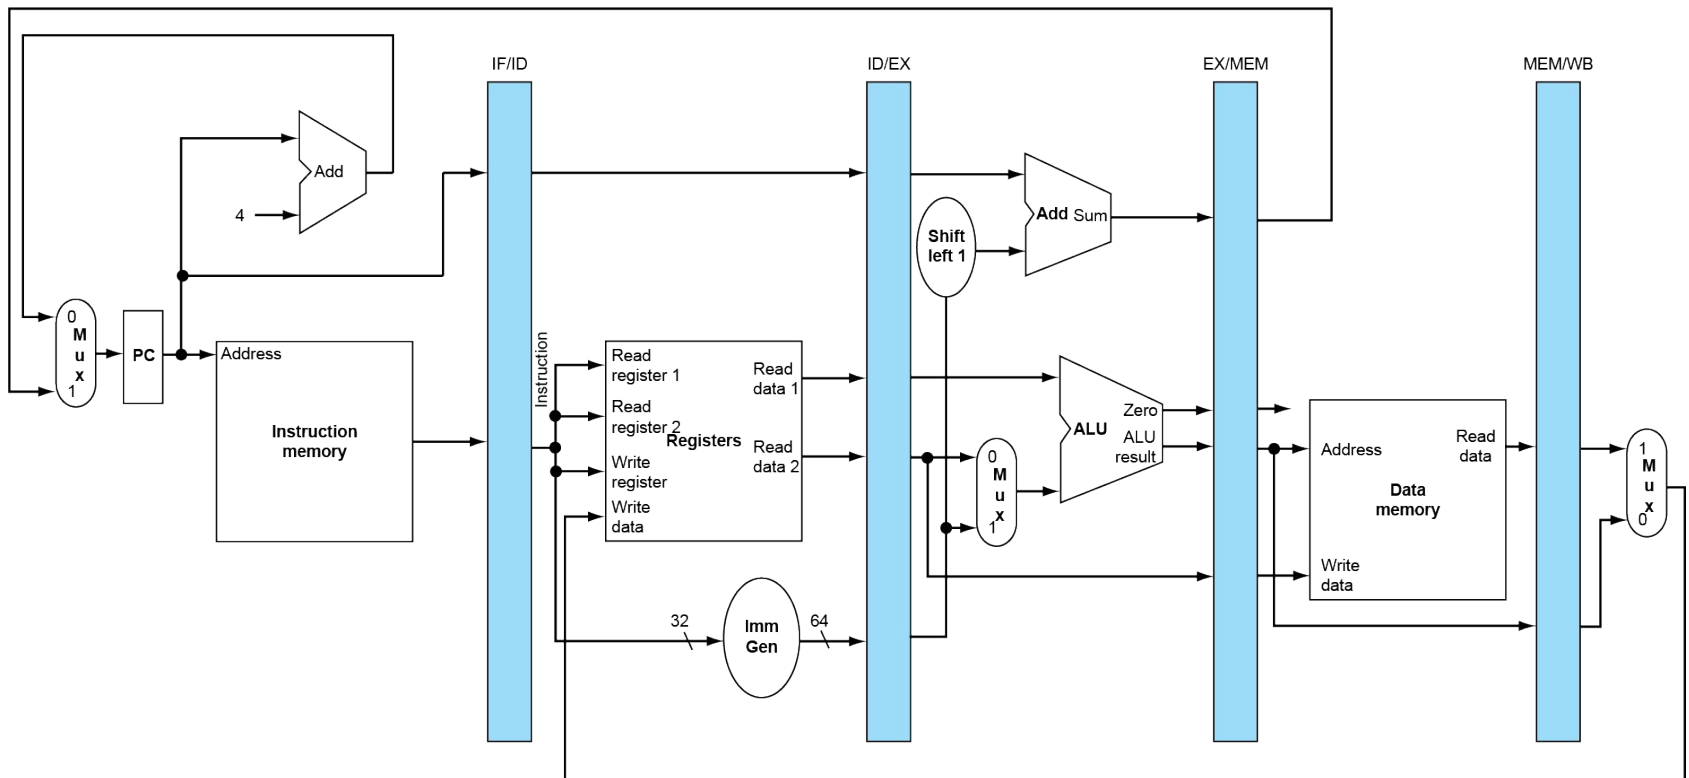 IF/ID
ID/EX
EX/MEM
MEM/WB
Add
4
Add Sum
Shift
left 1
0
M
u
x
1
PC
Address
Instruction
memory
Instruction
Read
register 1
Read
register 2
Write
register
Write
data
Registers
Read
data 1
Read
data 2
32
Imm
Gen
64
0
M
u
x
1
Zero
ALU
ALU
result
Address
Read
data
Data
memory
Write
data
1
M
u
x
0